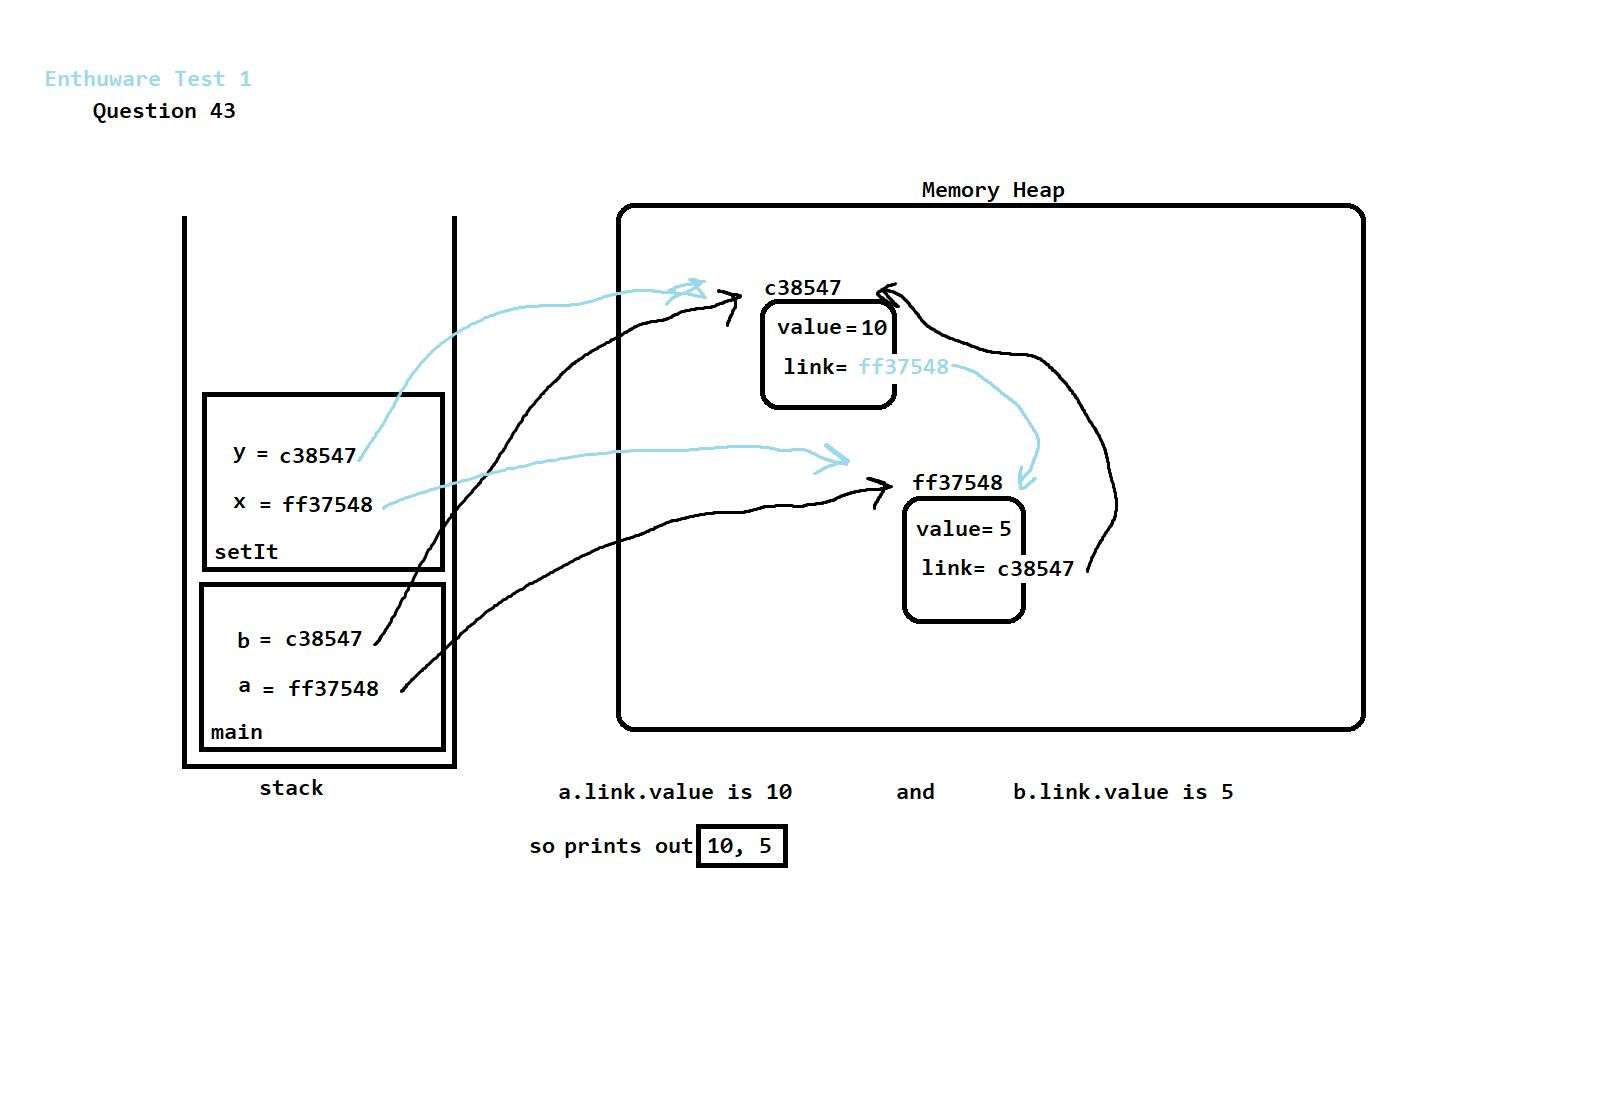 Enthuware Test 1
Question 43
Memory Heap
c38547
value=10
link= ff37548
y = c38547
x = ff37548
setIt
ff37548
value=5
link= c38547
b = c38547
a = ff37548
main
stack
a.link.value is 10 and b.link.value is 5
so prints out 10, 5